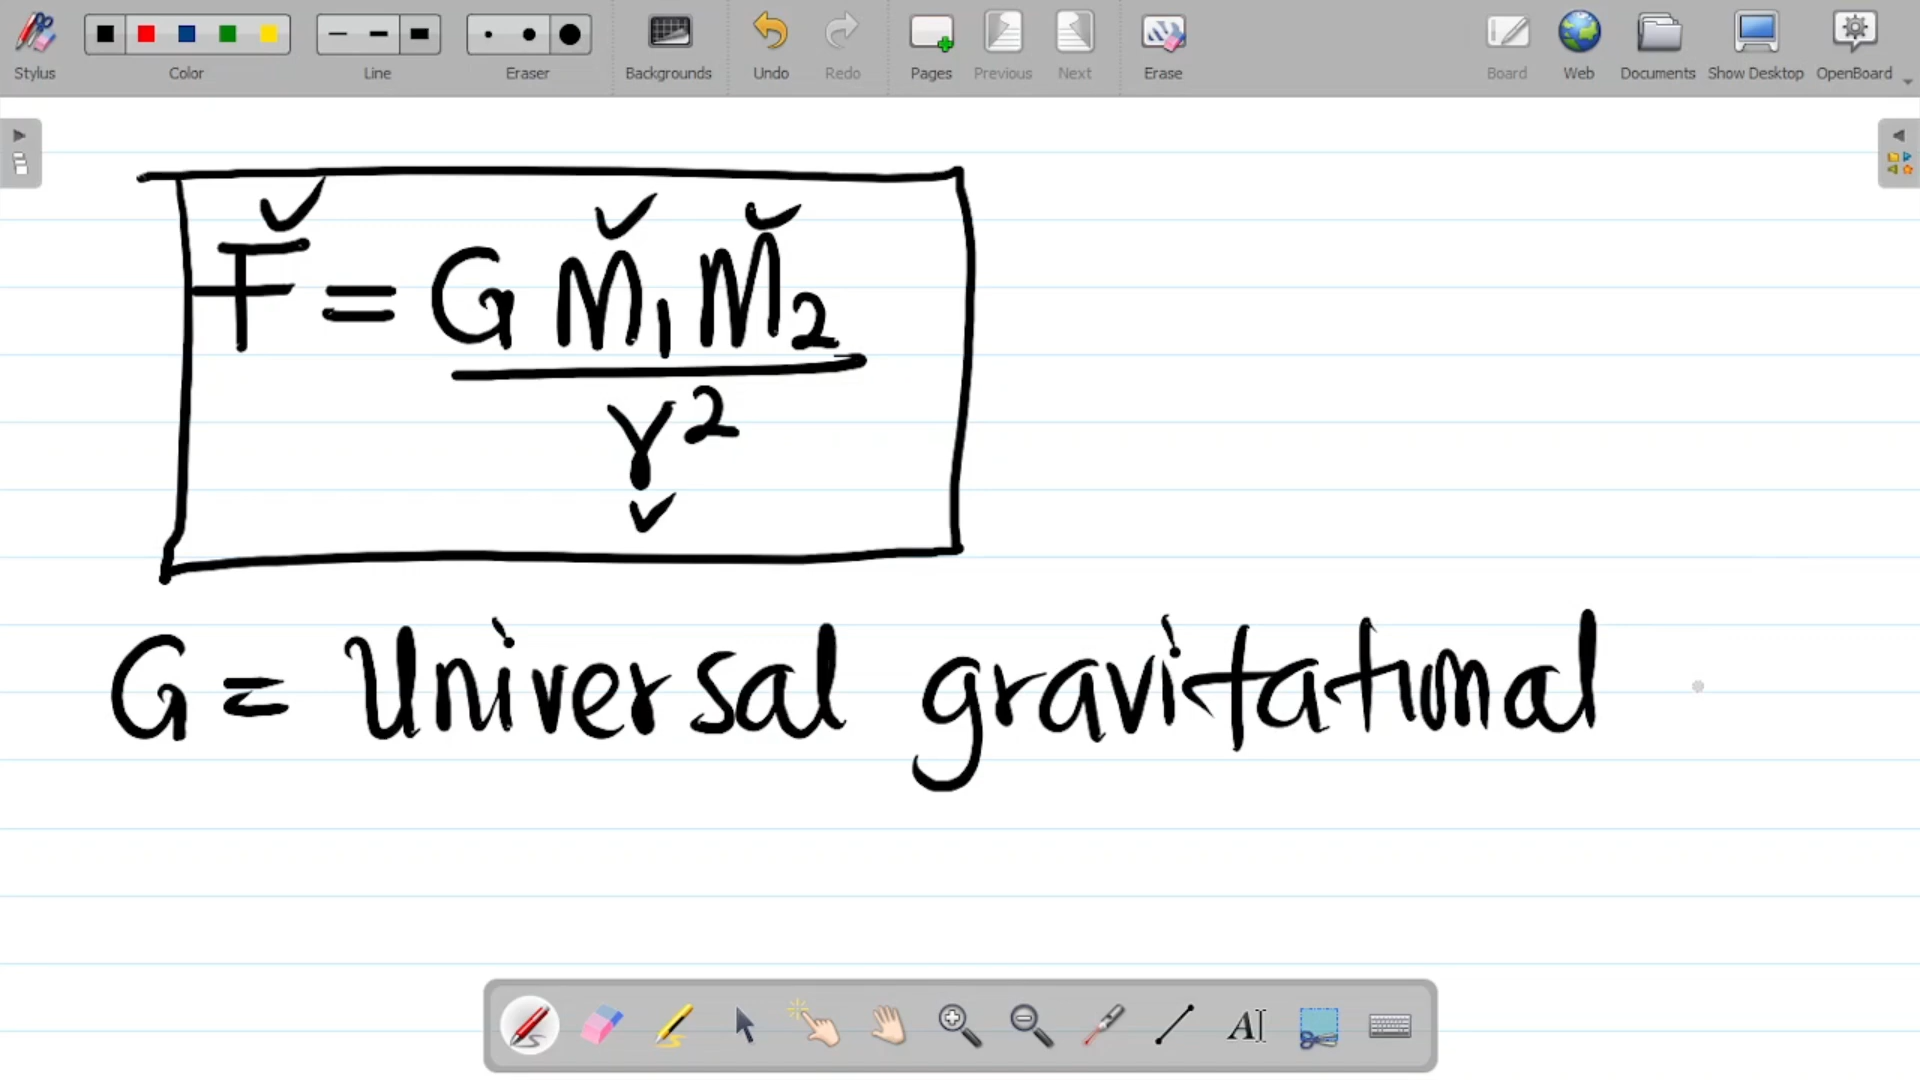 Stylus Color Line Eraser Backgrounds Undo Redo Pages Previous Next Erase Board Web Documents Show Desktop OpenBoard
F = G M₁ M₂
r²
G = Universal gravitational